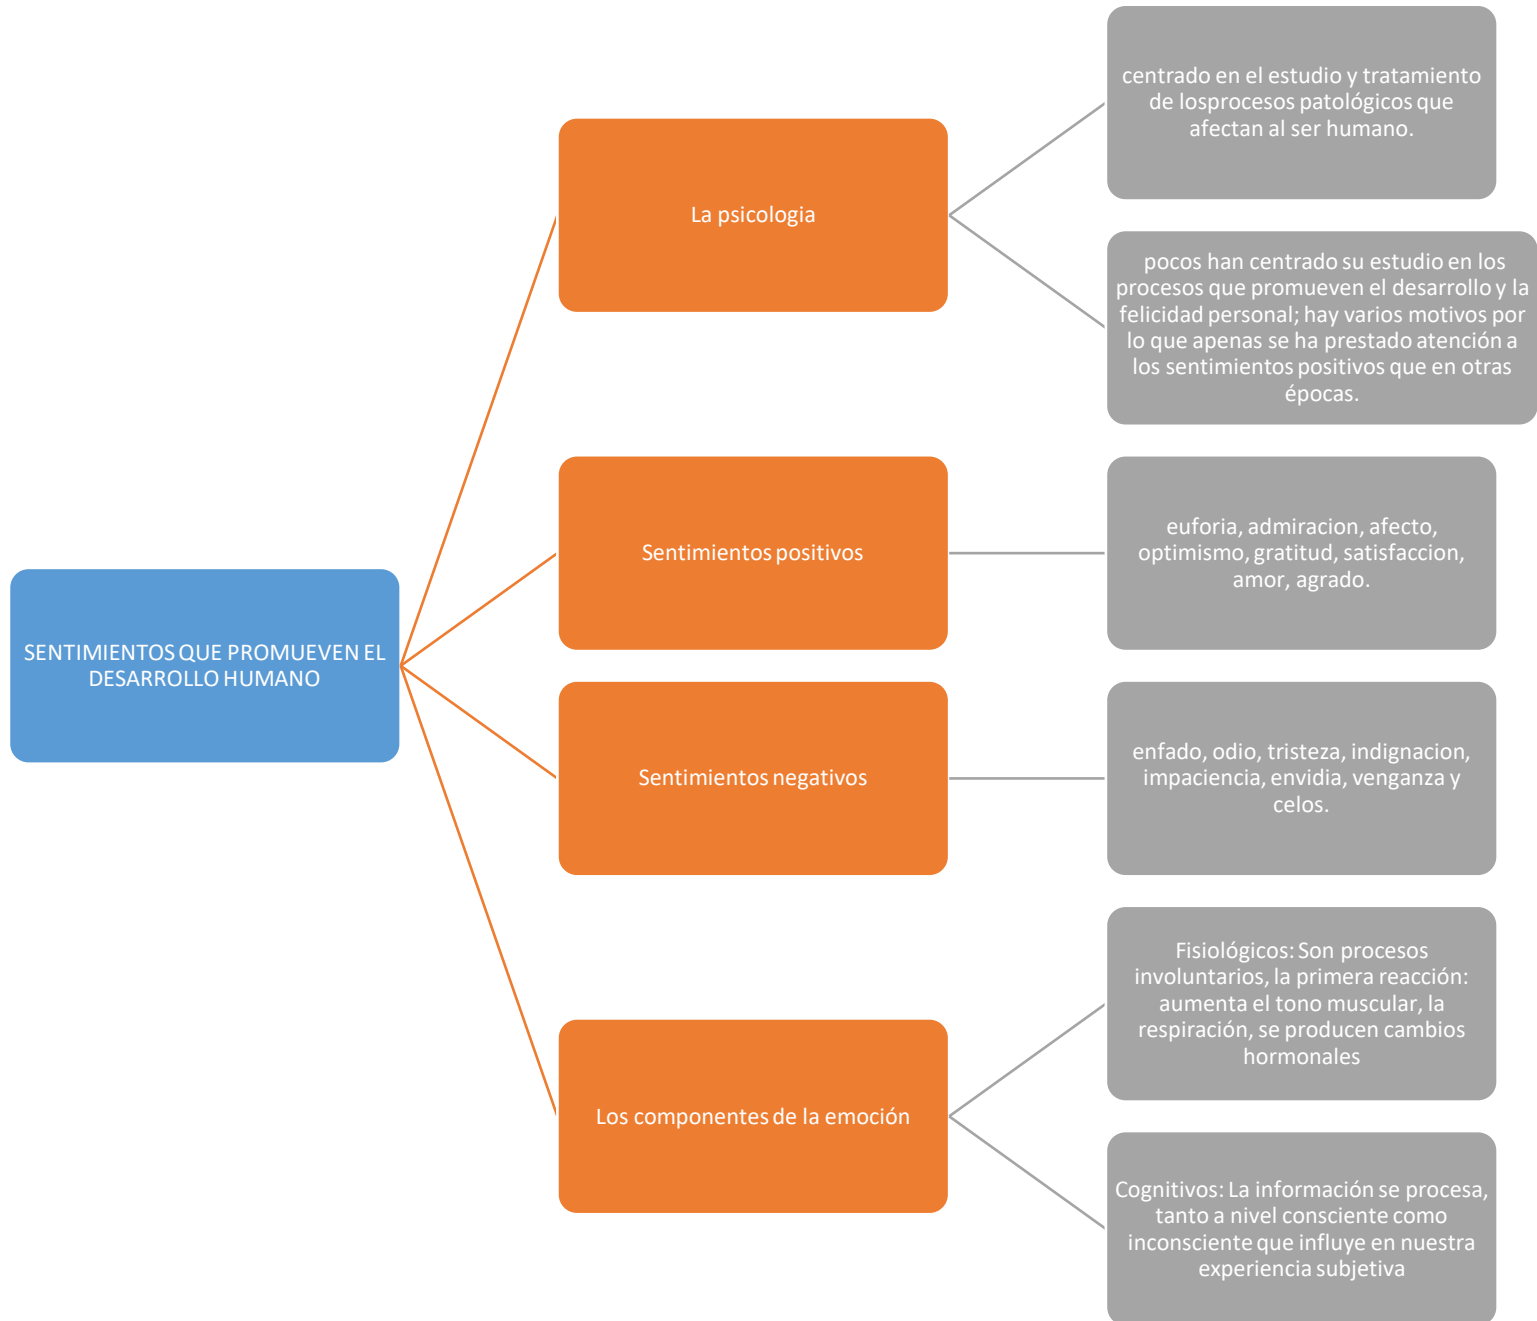 SENTIMIENTOS QUE PROMUEVEN EL
DESARROLLO HUMANO
La psicologia
centrado en el estudio y tratamiento
de losprocesos patológicos que
afectan al ser humano.
pocos han centrado su estudio en los
procesos que promueven el desarrollo y la
felicidad personal; hay varios motivos por
lo que apenas se ha prestado atención a
los sentimientos positivos que en otras
épocas.
Sentimientos positivos
euforia, admiracion, afecto,
optimismo, gratitud, satisfaccion,
amor, agrado.
Sentimientos negativos
enfado, odio, tristeza, indignacion,
impaciencia, envidia, venganza y
celos.
Los componentes de la emoción
Fisiológicos: Son procesos
involuntarios, la primera reacción:
aumenta el tono muscular, la
respiración, se producen cambios
hormonales
Cognitivos: La información se procesa,
tanto a nivel consciente como
inconsciente que influye en nuestra
experiencia subjetiva